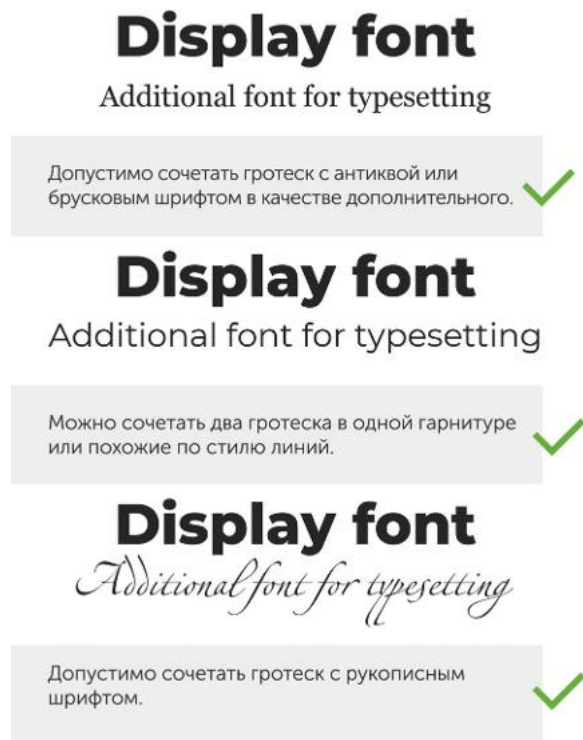 Display font
Additional font for typesetting
Допустимо сочетать гротеск с антиквой или
брусковым шрифтом в качестве дополнительного.
Display font
Additional font for typesetting
Можно сочетать два гротеска в одной гарнитуре
или похожие по стилю линий.
Display font
Additional font for typesetting
Допустимо сочетать гротеск с рукописным
шрифтом.